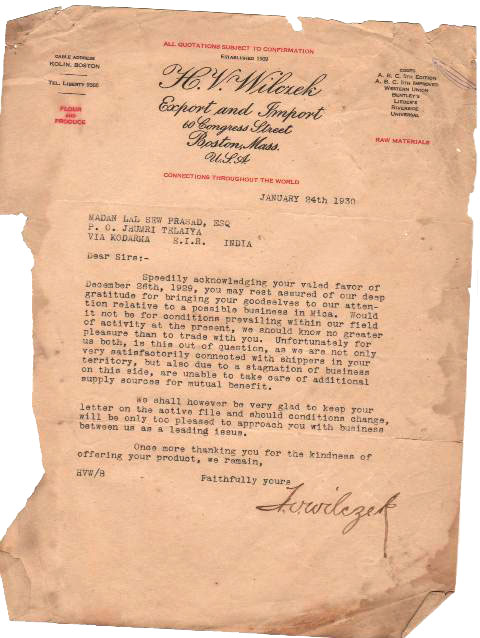 ALL QUOTATIONS SUBJECT TO CONFIRMATION
ESTABLISHED 1909
CABLE ADDRESS
KOLIN, BOSTON
TEL. LIBERTY 9566
FLOUR
AND
PRODUCE
H. V. Wilczek
Export and Import
60 Congress Street
Boston, Mass.
U.S.A.
CODES
A. B. C. 5TH EDITION
A. B. C. 5TH IMPROVED
WESTERN UNION
BENTLEY'S
LIEBER'S
RIVERSIDE
UNIVERSAL
RAW MATERIALS
CONNECTIONS THROUGHOUT THE WORLD
JANUARY 24th 1930
MADAN LAL SEW PRASAD, ESQ
P. O. JHUMRI TELAIYA
VIA KODARMA E.I.R. INDIA
Dear Sirs:-
Speedily acknowledging your valed favor of
December 26th, 1929, you may rest assured of our deep
gratitude for bringing your goodselves to our atten-
tion relative to a possible business in Mica. Would
it not be for conditions prevailing within our field
of activity at the present, we should know no greater
pleasure than to trade with you. Unfortunately for
us both, is this out of question, as we are not only
very satisfactorily connected with shippers in your
territory, but also due to a stagnation of business
on this side, are unable to take care of additional
supply sources for mutual benefit.
We shall however be very glad to keep your
letter on the active file and should conditions change,
will be only too pleased to approach you with business
between us as a leading issue.
Once more thanking you for the kindness of
offering your product, we remain,
HVW/B Faithfully yours
H.V.Wilczek